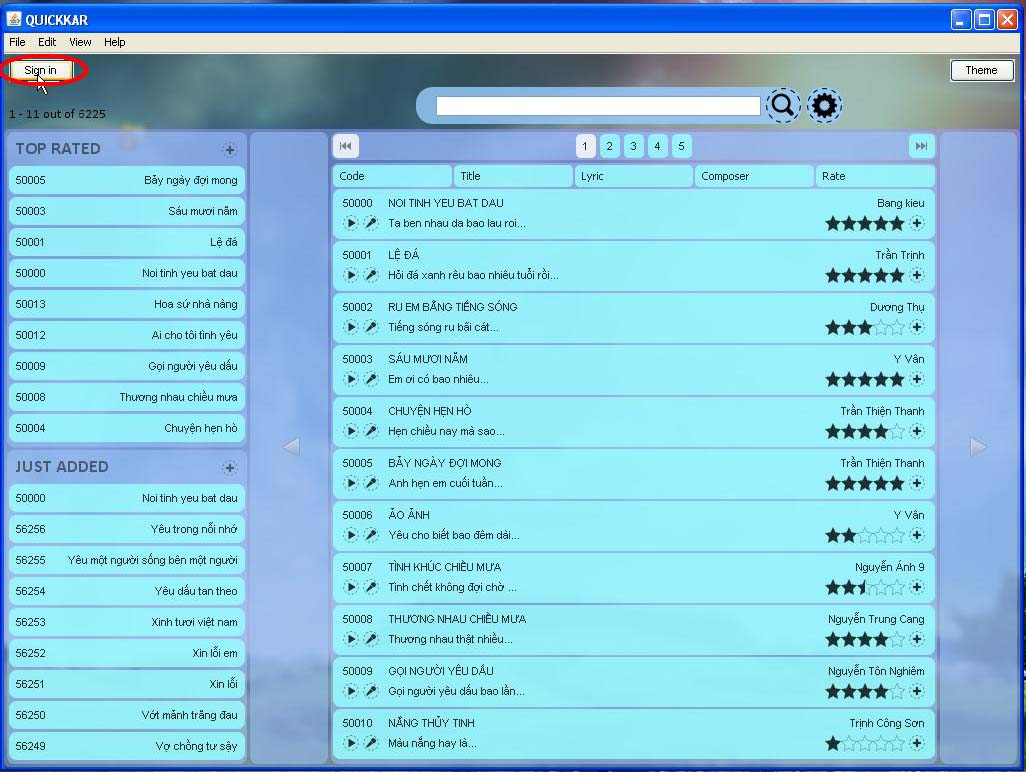 QUICKKAR
File Edit View Help
Sign in
Theme
1 - 11 out of 6225
TOP RATED
50005 Bảy ngày đợi mong
50003 Sáu mươi năm
50001 Lệ đá
50000 Noi tinh yeu bat dau
50013 Hoa sứ nhà nàng
50012 Ai cho tôi tình yêu
50009 Gọi người yêu dấu
50008 Thương nhau chiều mưa
50004 Chuyện hẹn hò
JUST ADDED
50000 Noi tinh yeu bat dau
56256 Yêu trong nỗi nhớ
56255 Yêu một người sống bên một người
56254 Yêu dấu tan theo
56253 Xinh tươi việt nam
56252 Xin lỗi em
56251 Xin lỗi
56250 Vớt mảnh trăng đau
56249 Vợ chồng tư sậy
1 2 3 4 5
Code Title Lyric Composer Rate
50000 NOI TINH YEU BAT DAU Bang kieu
Ta ben nhau da bao lau roi...
50001 LỆ ĐÁ Trần Trịnh
Hỏi đá xanh rêu bao nhiêu tuổi rồi...
50002 RU EM BẰNG TIẾNG SÓNG Dương Thụ
Tiếng sóng ru bãi cát...
50003 SÁU MƯƠI NĂM Y Vân
Em ơi có bao nhiêu...
50004 CHUYỆN HẸN HÒ Trần Thiện Thanh
Hẹn chiều nay mà sao...
50005 BẢY NGÀY ĐỢI MONG Trần Thiện Thanh
Anh hẹn em cuối tuần...
50006 ẢO ẢNH Y Vân
Yêu cho biết bao đêm dài...
50007 TÌNH KHÚC CHIỀU MƯA Nguyễn Ánh 9
Tình chết không đợi chờ ...
50008 THƯƠNG NHAU CHIỀU MƯA Nguyễn Trung Cang
Thương nhau thật nhiều...
50009 GỌI NGƯỜI YÊU DẤU Nguyễn Tôn Nghiêm
Gọi người yêu dấu bao lần...
50010 NẮNG THỦY TINH Trịnh Công Sơn
Màu nắng hay là...